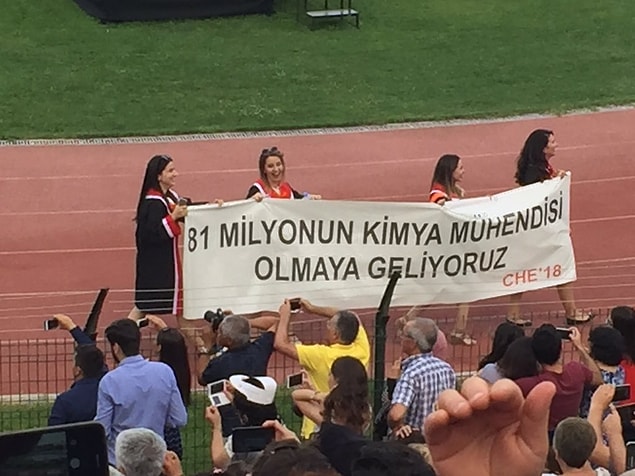 81 MİLYONUN KİMYA MÜHENDİSİ
OLMAYA GELİYORUZ
CHE'18